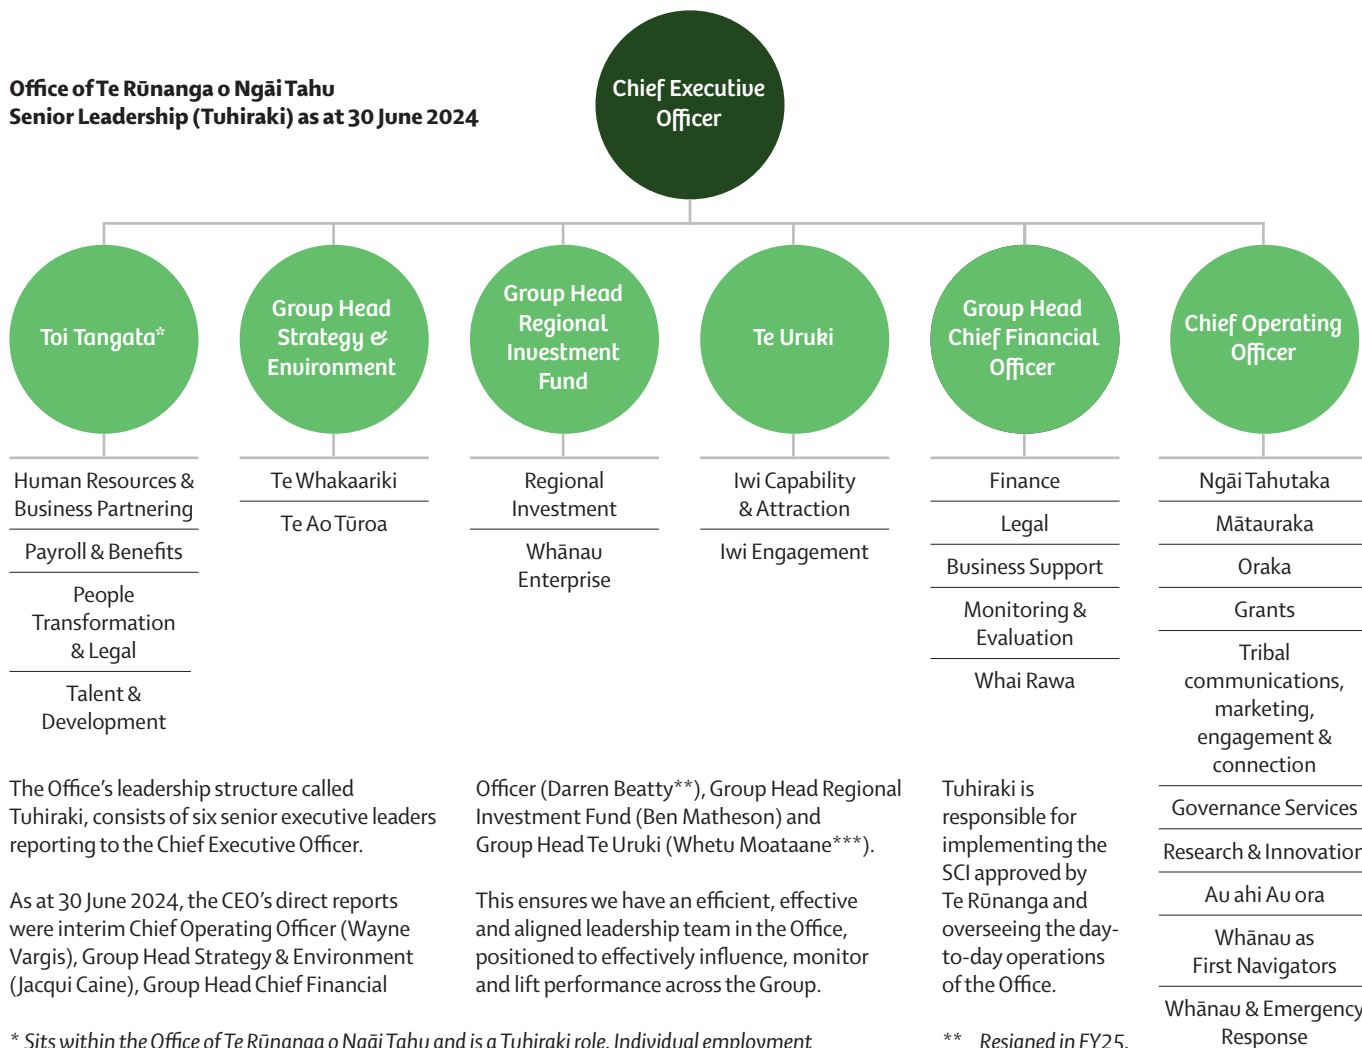 Office of Te Rūnanga o Ngāi Tahu
Senior Leadership (Tuhiraki) as at 30 June 2024
Chief Executive
Officer
Toi Tangata*
Group Head
Strategy &
Environment
Group Head
Regional
Investment
Fund
Te Uruki
Group Head
Chief Financial
Officer
Chief Operating
Officer
Human Resources &
Business Partnering
Payroll & Benefits
People
Transformation
& Legal
Talent &
Development
Te Whakaariki
Te Ao Tūroa
Regional
Investment
Whānau
Enterprise
Iwi Capability
& Attraction
Iwi Engagement
Finance
Legal
Business Support
Monitoring &
Evaluation
Whai Rawa
Ngāi Tahutaka
Mātauraka
Oraka
Grants
Tribal
communications,
marketing,
engagement &
connection
Governance Services
Research & Innovation
Au ahi Au ora
Whānau as
First Navigators
Whānau & Emergency
Response
The Office's leadership structure called
Tuhiraki, consists of six senior executive leaders
reporting to the Chief Executive Officer.
As at 30 June 2024, the CEO's direct reports
were interim Chief Operating Officer (Wayne
Vargis), Group Head Strategy & Environment
(Jacqui Caine), Group Head Chief Financial
Officer (Darren Beatty**), Group Head Regional
Investment Fund (Ben Matheson) and
Group Head Te Uruki (Whetu Moataane***).
This ensures we have an efficient, effective
and aligned leadership team in the Office,
positioned to effectively influence, monitor
and lift performance across the Group.
Tuhiraki is
responsible for
implementing the
SCI approved by
Te Rūnanga and
overseeing the day-
to-day operations
of the Office.
* Sits within the Office of Te Rūnanga o Ngāi Tahu and is a Tuhiraki role. Individual employment
** Resigned in FY25.